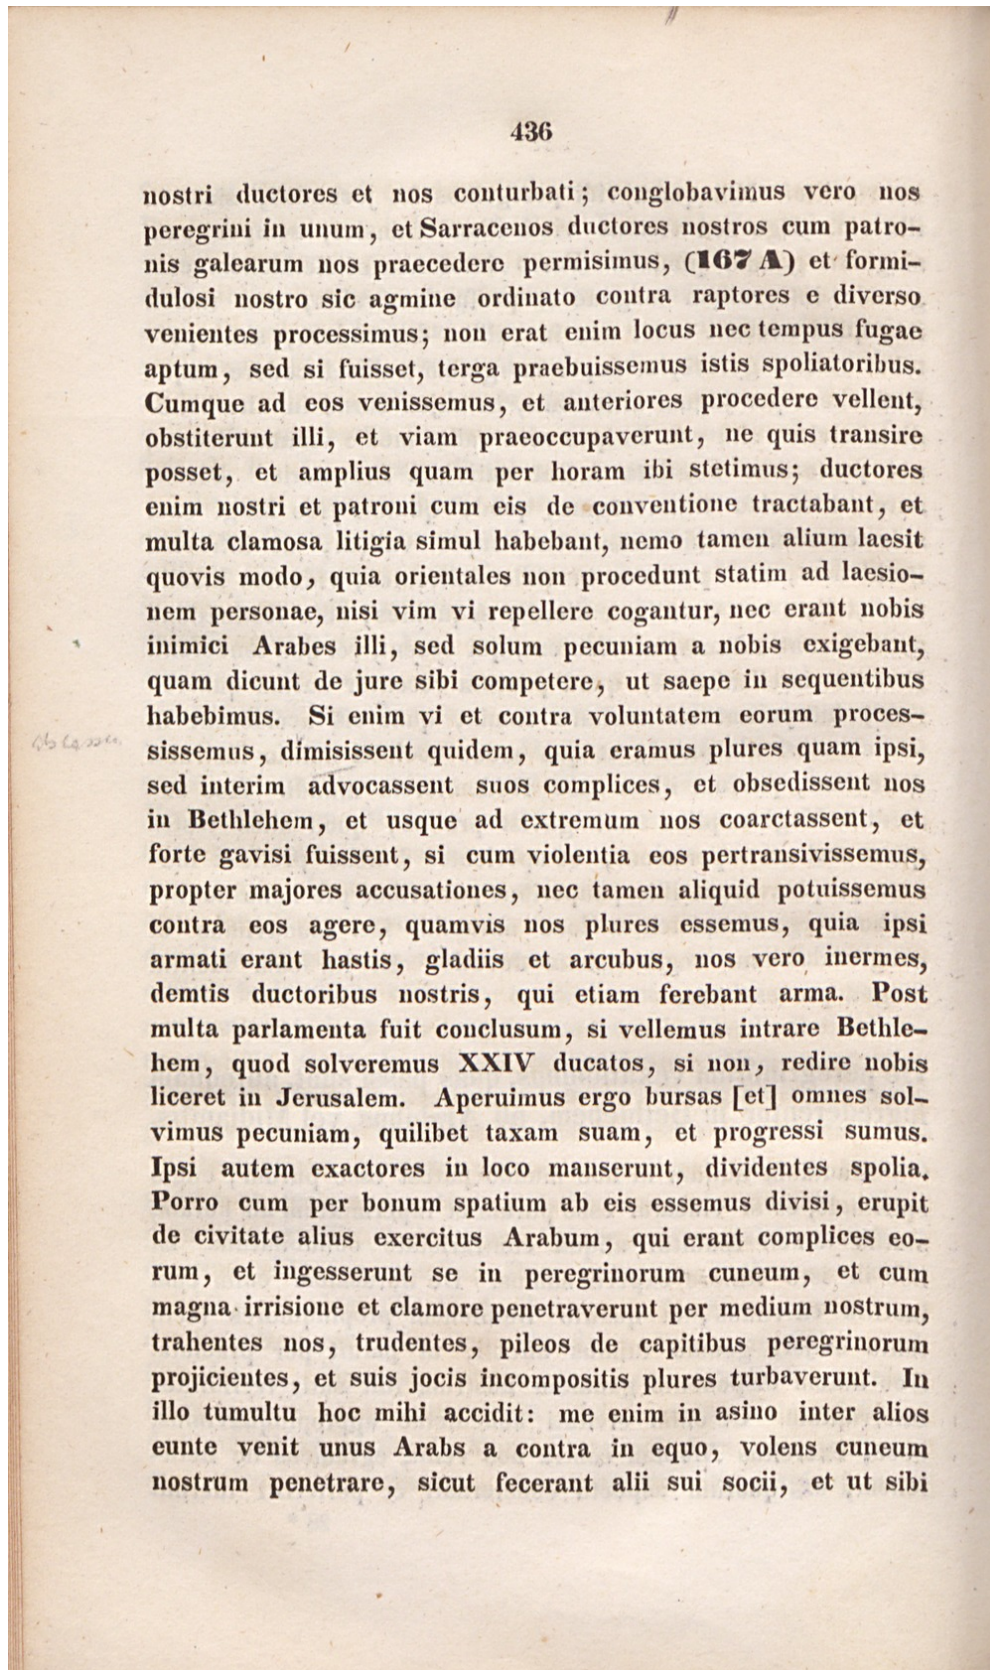 436
nostri ductores et nos conturbati; conglobavimus vero nos
peregrini in unum, et Sarracenos ductores nostros cum patro-
nis galearum nos praecedere permisimus, (167 A) et formi-
dulosi nostro sic agmine ordinato contra raptores e diverso
venientes processimus; non erat enim locus nec tempus fugae
aptum, sed si fuisset, terga praebuissemus istis spoliatoribus.
Cumque ad eos venissemus, et anteriores procedere vellent,
obstiterunt illi, et viam praeoccupaverunt, ne quis transire
posset, et amplius quam per horam ibi stetimus; ductores
enim nostri et patroni cum eis de conventione tractabant, et
multa clamosa litigia simul habebant, nemo tamen alium laesit
quovis modo, quia orientales non procedunt statim ad laesio-
nem personae, nisi vim vi repellere cogantur, nec erant nobis
inimici Arabes illi, sed solum pecuniam a nobis exigebant,
quam dicunt de jure sibi competere, ut saepe in sequentibus
habebimus. Si enim vi et contra voluntatem eorum proces-
sissemus, dimisissent quidem, quia eramus plures quam ipsi,
sed interim advocassent suos complices, et obsedissent nos
in Bethlehem, et usque ad extremum nos coarctassent, et
forte gavisi fuissent, si cum violentia eos pertransivissemus,
propter majores accusationes, nec tamen aliquid potuissemus
contra eos agere, quamvis nos plures essemus, quia ipsi
armati erant hastis, gladiis et arcubus, nos vero inermes,
demtis ductoribus nostris, qui etiam ferebant arma. Post
multa parlamenta fuit conclusum, si vellemus intrare Bethle-
hem, quod solveremus XXIV ducatos, si non, redire nobis
liceret in Jerusalem. Aperuimus ergo bursas [et] omnes sol-
vimus pecuniam, quilibet taxam suam, et progressi sumus.
Ipsi autem exactores in loco manserunt, dividentes spolia.
Porro cum per bonum spatium ab eis essemus divisi, erupit
de civitate alius exercitus Arabum, qui erant complices eo-
rum, et ingesserunt se in peregrinorum cuneum, et cum
magna irrisione et clamore penetraverunt per medium nostrum,
trahentes nos, trudentes, pileos de capitibus peregrinorum
projicientes, et suis jocis incompositis plures turbaverunt. In
illo tumultu hoc mihi accidit: me enim in asino inter alios
eunte venit unus Arabs a contra in equo, volens cuneum
nostrum penetrare, sicut fecerant alii sui socii, et ut sibi